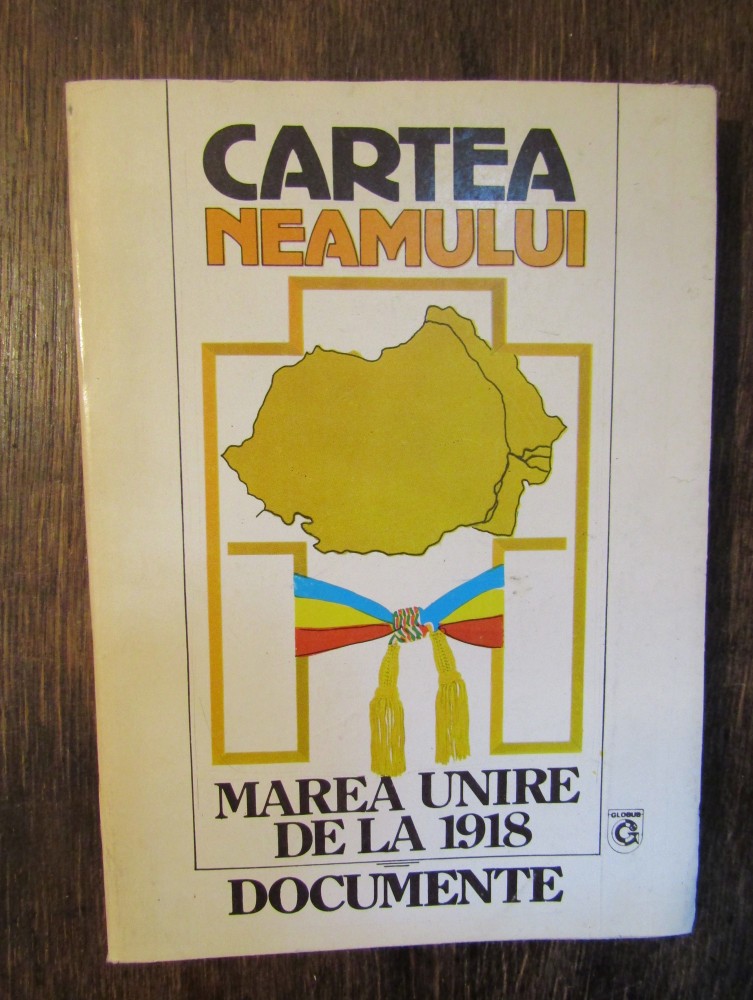 CARTEA
NEAMULUI
MAREA UNIRE
DE LA 1918
DOCUMENTE
GLOBUS
G